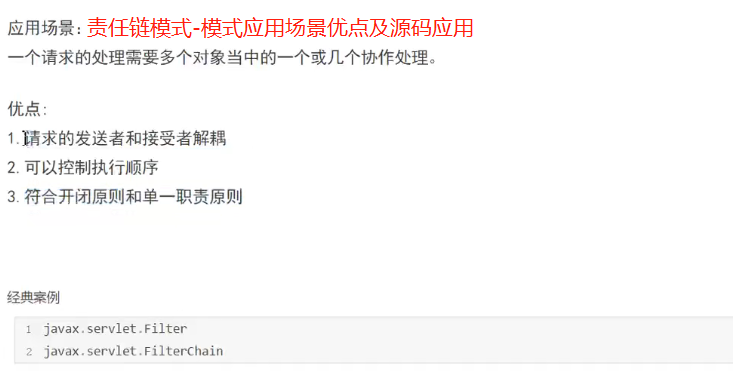 应用场景：责任链模式-模式应用场景优点及源码应用
一个请求的处理需要多个对象当中的一个或几个协作处理。
优点：
1. 请求的发送者和接受者解耦
2. 可以控制执行顺序
3. 符合开闭原则和单一职责原则
经典案例
1 javax.servlet.Filter
2 javax.servlet.FilterChain